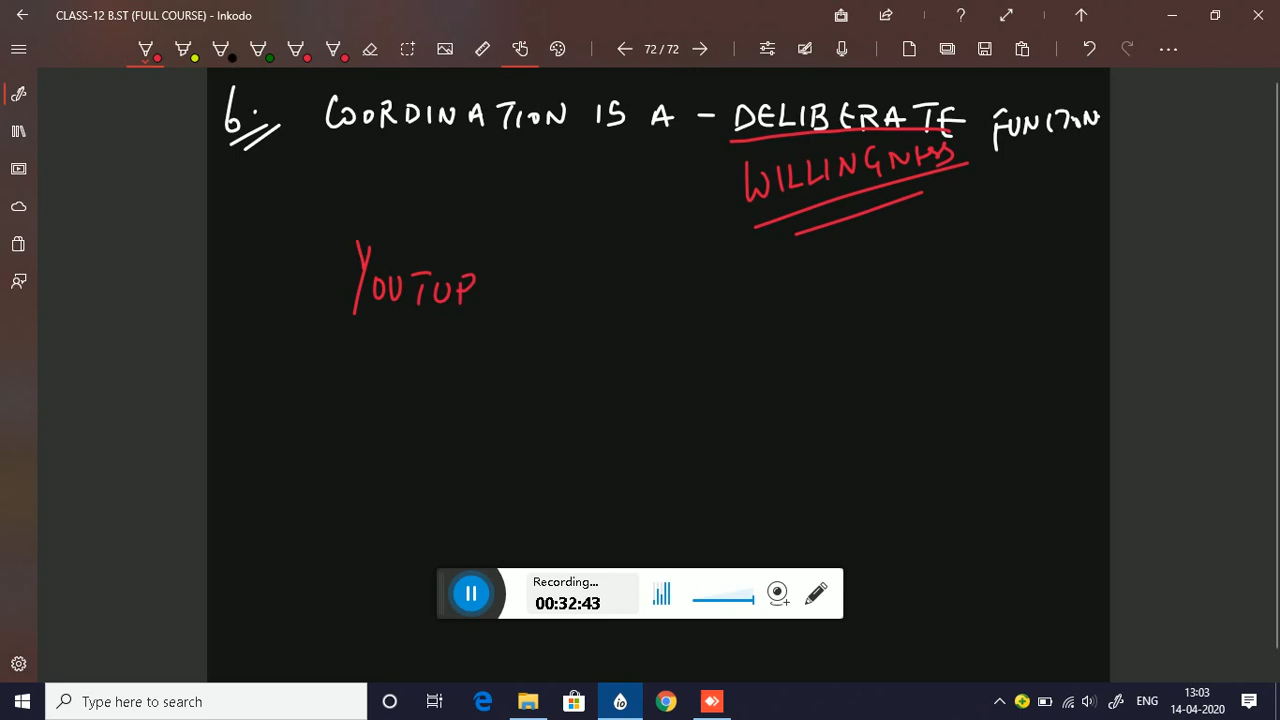 CLASS-12 B.ST (FULL COURSE) - Inkodo
72 / 72
6. COORDINATION IS A - DELIBERATE FUNCTION
WILLINGNESS
YOUTUP
Recording...
00:32:43
Type here to search
ENG
13:03
14-04-2020